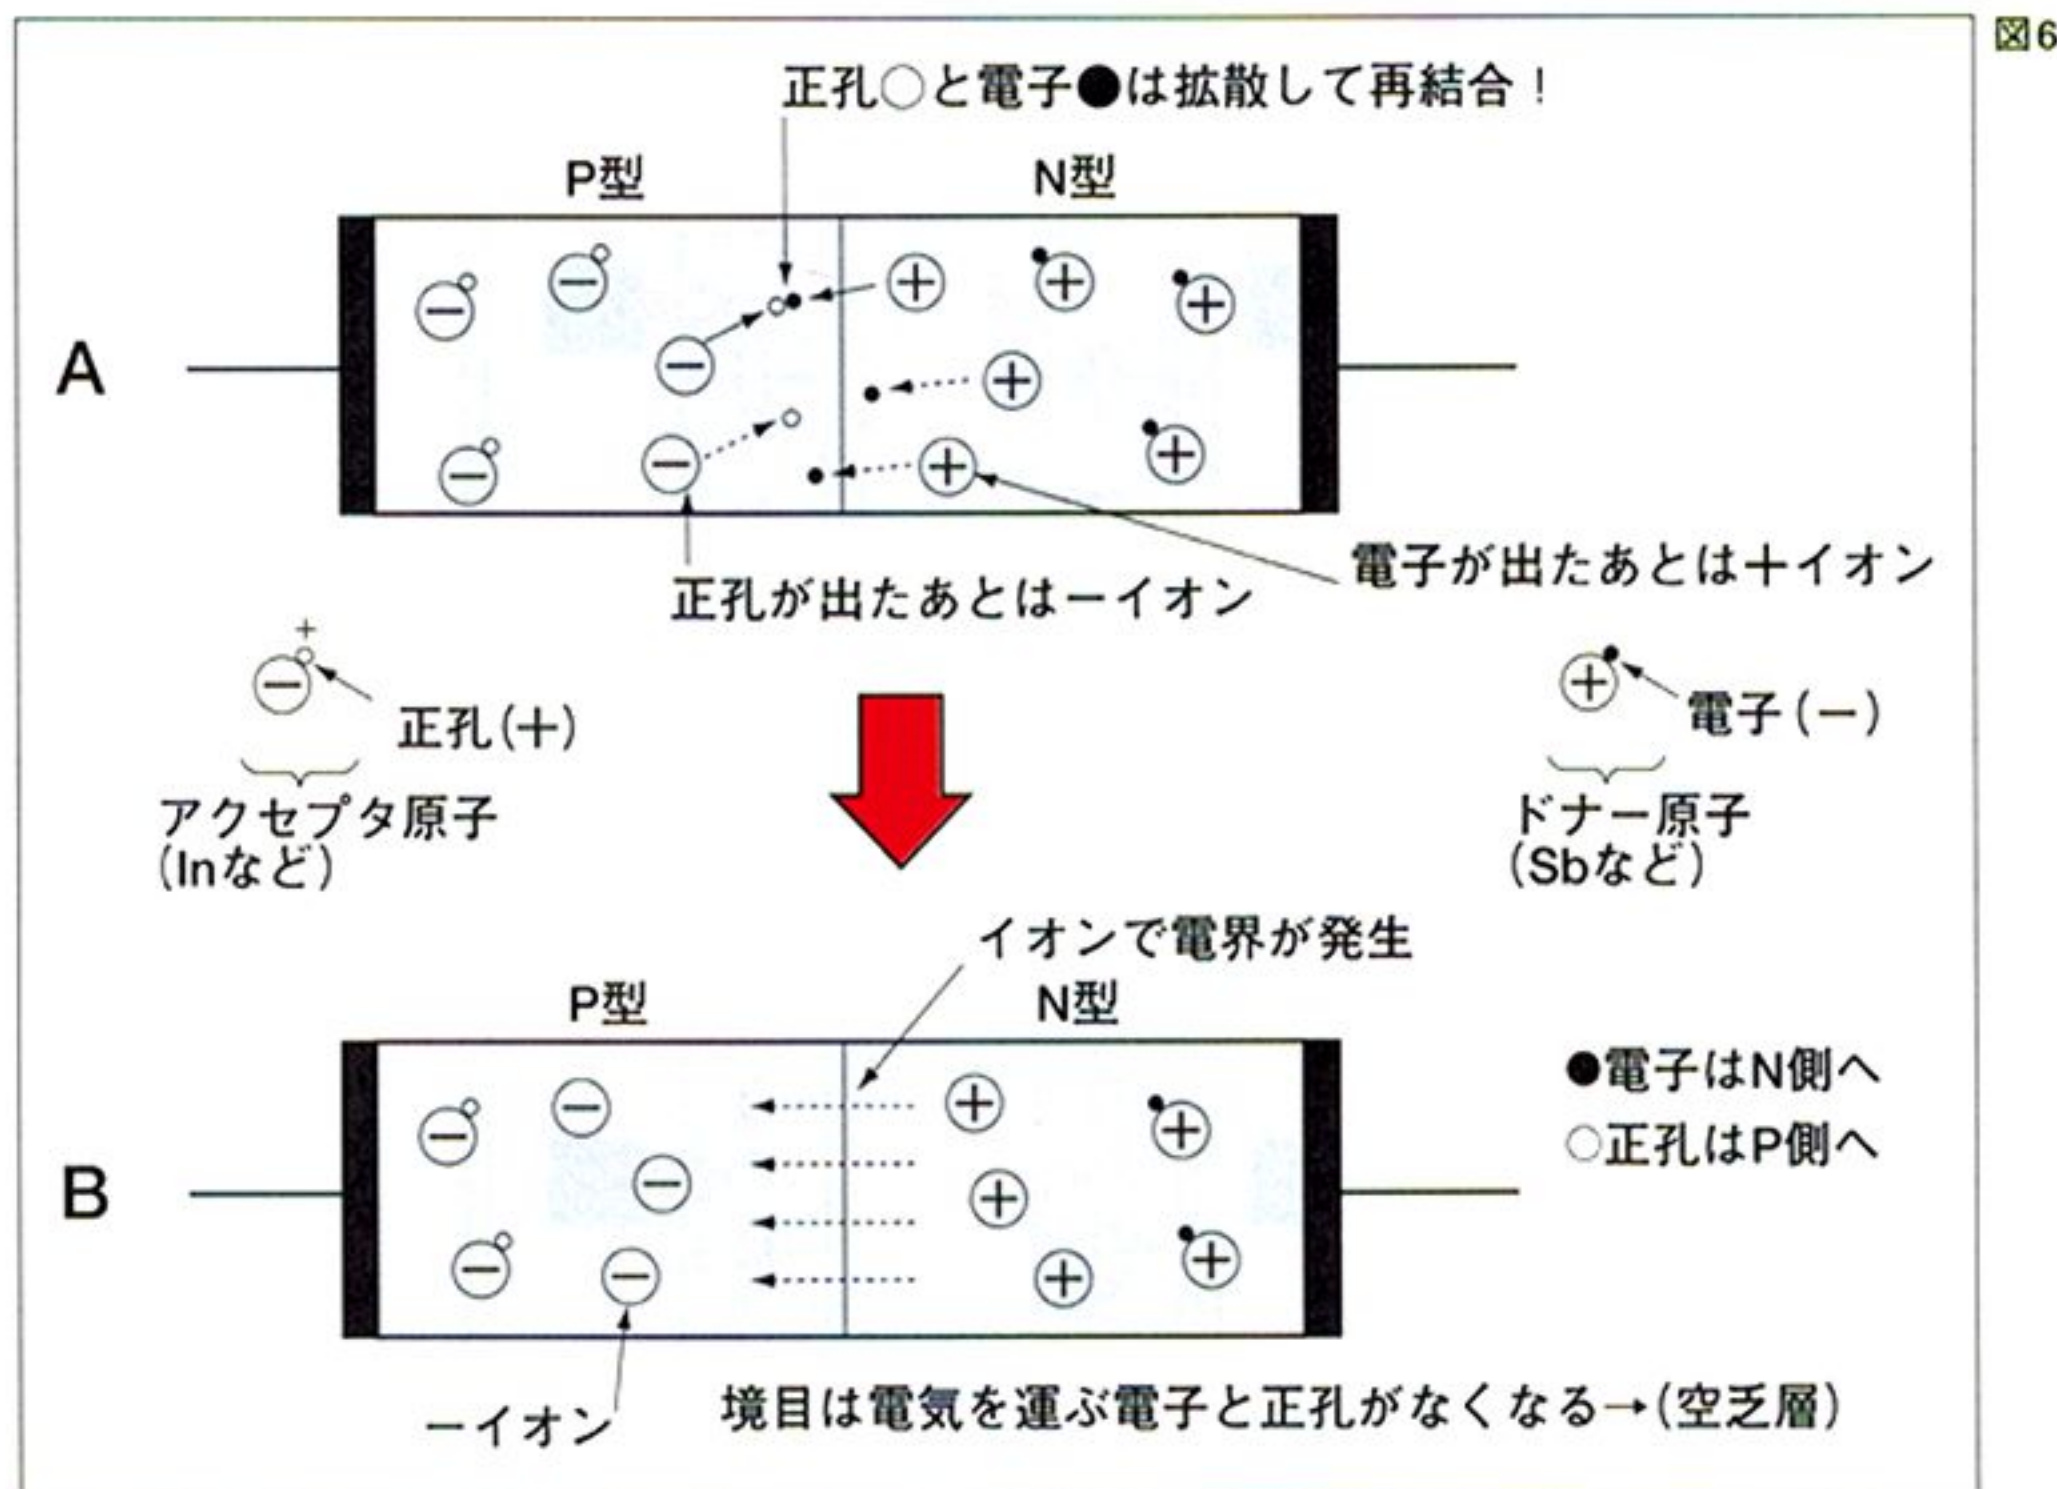 図6
正孔○と電子●は拡散して再結合!
P型
N型
A
正孔が出たあとは−イオン
電子が出たあとは＋イオン
正孔(＋)
アクセプタ原子
(Inなど)
電子(−)
ドナー原子
(Sbなど)
イオンで電界が発生
P型
N型
B
●電子はN側へ
○正孔はP側へ
−イオン
境目は電気を運ぶ電子と正孔がなくなる→(空乏層)